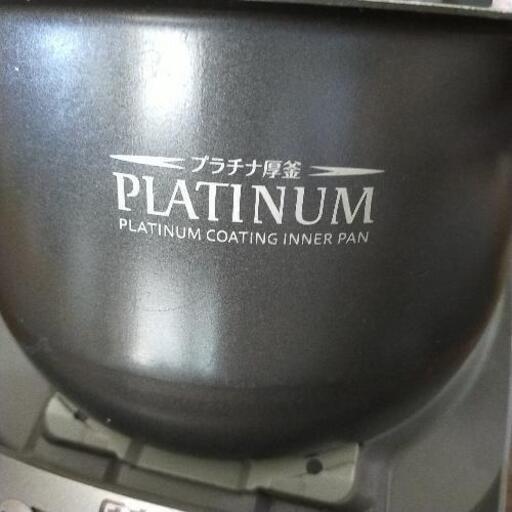 プラチナ厚釜
PLATINUM
PLATINUM COATING INNER PAN